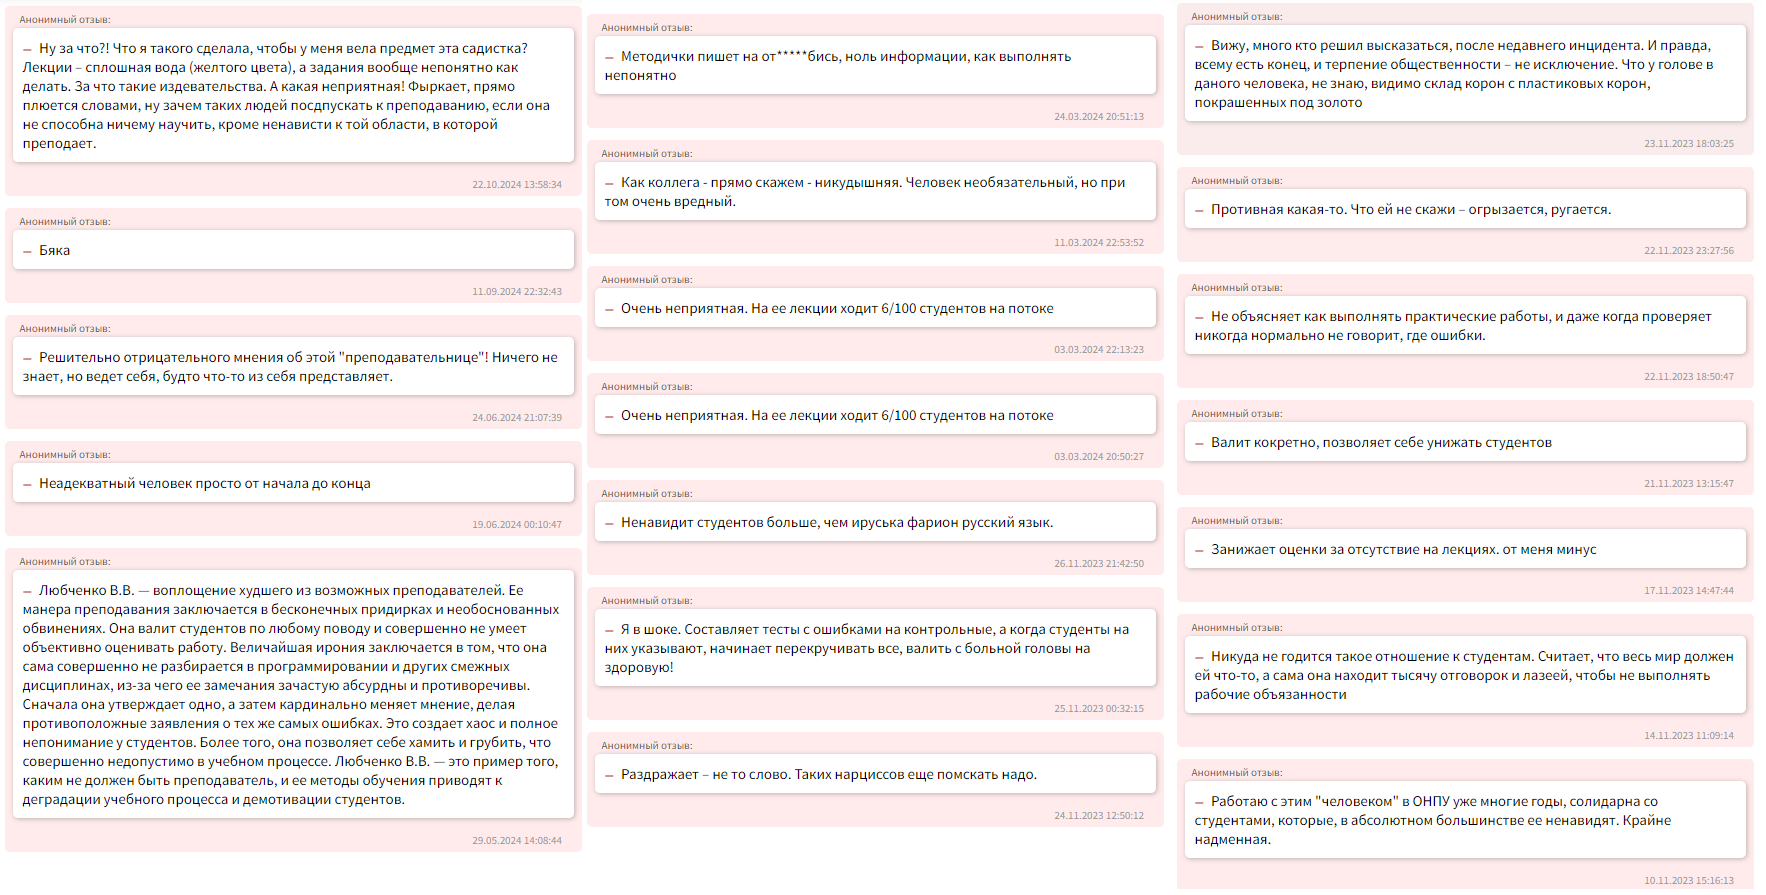 Анонимный отзыв:
– Ну за что?! Что я такого сделала, чтобы у меня вела предмет эта садистка?
Лекции – сплошная вода (желтого цвета), а задания вообще непонятно как
делать. За что такие издевательства. А какая неприятная! Фыркает, прямо
плюется словами, ну зачем таких людей посдпускать к преподаванию, если она
не способна ничему научить, кроме ненависти к той области, в которой
преподает.
22.10.2024 13:58:34
Анонимный отзыв:
– Бяка
11.09.2024 22:32:43
Анонимный отзыв:
– Решительно отрицательного мнения об этой "преподавательнице"! Ничего не
знает, но ведет себя, будто что-то из себя представляет.
24.06.2024 21:07:39
Анонимный отзыв:
– Неадекватный человек просто от начала до конца
19.06.2024 00:10:47
Анонимный отзыв:
– Любченко В.В. — воплощение худшего из возможных преподавателей. Ее
манера преподавания заключается в бесконечных придирках и необоснованных
обвинениях. Она валит студентов по любому поводу и совершенно не умеет
объективно оценивать работу. Величайшая ирония заключается в том, что она
сама совершенно не разбирается в программировании и других смежных
дисциплинах, из-за чего ее замечания зачастую абсурдны и противоречивы.
Сначала она утверждает одно, а затем кардинально меняет мнение, делая
противоположные заявления о тех же самых ошибках. Это создает хаос и полное
непонимание у студентов. Более того, она позволяет себе хамить и грубить, что
совершенно недопустимо в учебном процессе. Любченко В.В. — это пример того,
каким не должен быть преподаватель, и ее методы обучения приводят к
деградации учебного процесса и демотивации студентов.
29.05.2024 14:08:44
Анонимный отзыв:
– Методички пишет на от*****бись, ноль информации, как выполнять
непонятно
24.03.2024 20:51:13
Анонимный отзыв:
– Как коллега - прямо скажем - никудышняя. Человек необязательный, но при
том очень вредный.
11.03.2024 22:53:52
Анонимный отзыв:
– Очень неприятная. На ее лекции ходит 6/100 студентов на потоке
03.03.2024 22:13:23
Анонимный отзыв:
– Очень неприятная. На ее лекции ходит 6/100 студентов на потоке
03.03.2024 20:50:27
Анонимный отзыв:
– Ненавидит студентов больше, чем ируська фарион русский язык.
26.11.2023 21:42:50
Анонимный отзыв:
– Я в шоке. Составляет тесты с ошибками на контрольные, а когда студенты на
них указывают, начинает перекручивать все, валить с больной головы на
здоровую!
25.11.2023 00:32:15
Анонимный отзыв:
– Раздражает – не то слово. Таких нарциссов еще помскать надо.
24.11.2023 12:50:12
Анонимный отзыв:
– Вижу, много кто решил высказаться, после недавнего инцидента. И правда,
всему есть конец, и терпение общественности – не исключение. Что у голове в
даного человека, не знаю, видимо склад корон с пластиковых корон,
покрашенных под золото
23.11.2023 18:03:25
Анонимный отзыв:
– Противная какая-то. Что ей не скажи – огрызается, ругается.
22.11.2023 23:27:56
Анонимный отзыв:
– Не объясняет как выполнять практические работы, и даже когда проверяет
никогда нормально не говорит, где ошибки.
22.11.2023 18:50:47
Анонимный отзыв:
– Валит кокретно, позволяет себе унижать студентов
21.11.2023 13:15:47
Анонимный отзыв:
– Занижает оценки за отсутствие на лекциях. от меня минус
17.11.2023 14:47:44
Анонимный отзыв:
– Никуда не годится такое отношение к студентам. Считает, что весь мир должен
ей что-то, а сама она находит тысячу отговорок и лазеей, чтобы не выполнять
рабочие объязанности
14.11.2023 11:09:14
Анонимный отзыв:
– Работаю с этим "человеком" в ОНПУ уже многие годы, солидарна со
студентами, которые, в абсолютном большинстве ее ненавидят. Крайне
надменная.
10.11.2023 15:16:13